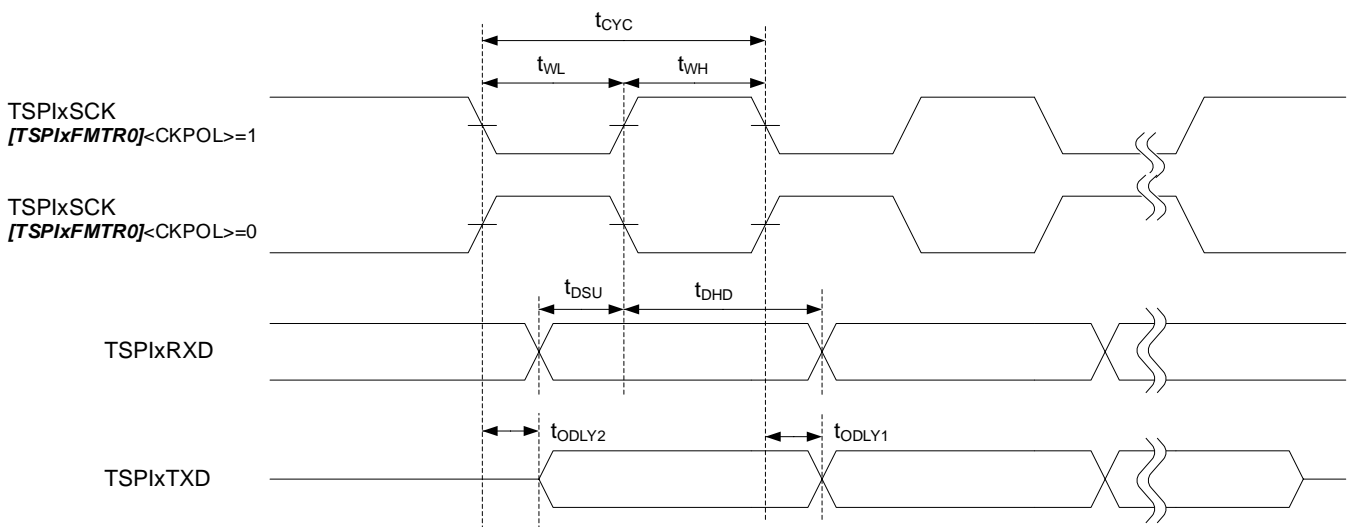 tCYC
tWL
tWH
TSPIxSCK
[TSPIxFMTR0]<CKPOL>=1
TSPIxSCK
[TSPIxFMTR0]<CKPOL>=0
tDSU
tDHD
TSPIxRXD
tODLY2
tODLY1
TSPIxTXD